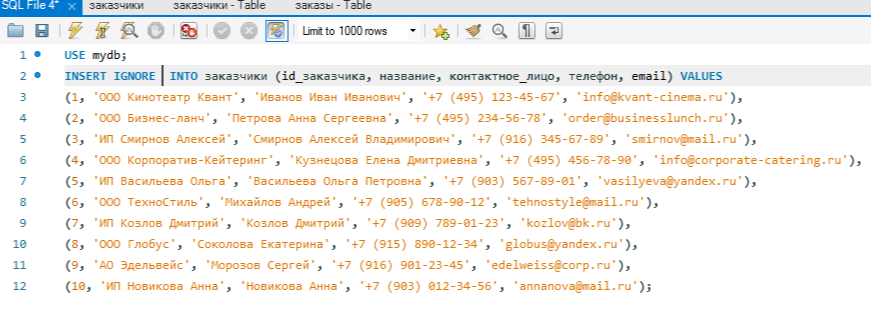 SQL File 4* × заказчики заказчики - Table заказы - Table
Limit to 1000 rows
1 USE mydb;
2 INSERT IGNORE INTO заказчики (id_заказчика, название, контактное_лицо, телефон, email) VALUES
3 (1, 'ООО Кинотеатр Квант', 'Иванов Иван Иванович', '+7 (495) 123-45-67', 'info@kvant-cinema.ru'),
4 (2, 'ООО Бизнес-ланч', 'Петрова Анна Сергеевна', '+7 (495) 234-56-78', 'order@businesslunch.ru'),
5 (3, 'ИП Смирнов Алексей', 'Смирнов Алексей Владимирович', '+7 (916) 345-67-89', 'smirnov@mail.ru'),
6 (4, 'ООО Корпоратив-Кейтеринг', 'Кузнецова Елена Дмитриевна', '+7 (495) 456-78-90', 'info@corporate-catering.ru'),
7 (5, 'ИП Васильева Ольга', 'Васильева Ольга Петровна', '+7 (903) 567-89-01', 'vasilyeva@yandex.ru'),
8 (6, 'ООО ТехноСтиль', 'Михайлов Андрей', '+7 (905) 678-90-12', 'tehnostyle@mail.ru'),
9 (7, 'ИП Козлов Дмитрий', 'Козлов Дмитрий', '+7 (909) 789-01-23', 'kozlov@bk.ru'),
10 (8, 'ООО Глобус', 'Соколова Екатерина', '+7 (915) 890-12-34', 'globus@yandex.ru'),
11 (9, 'АО Эдельвейс', 'Морозов Сергей', '+7 (916) 901-23-45', 'edelweiss@corp.ru'),
12 (10, 'ИП Новикова Анна', 'Новикова Анна', '+7 (903) 012-34-56', 'annanova@mail.ru');